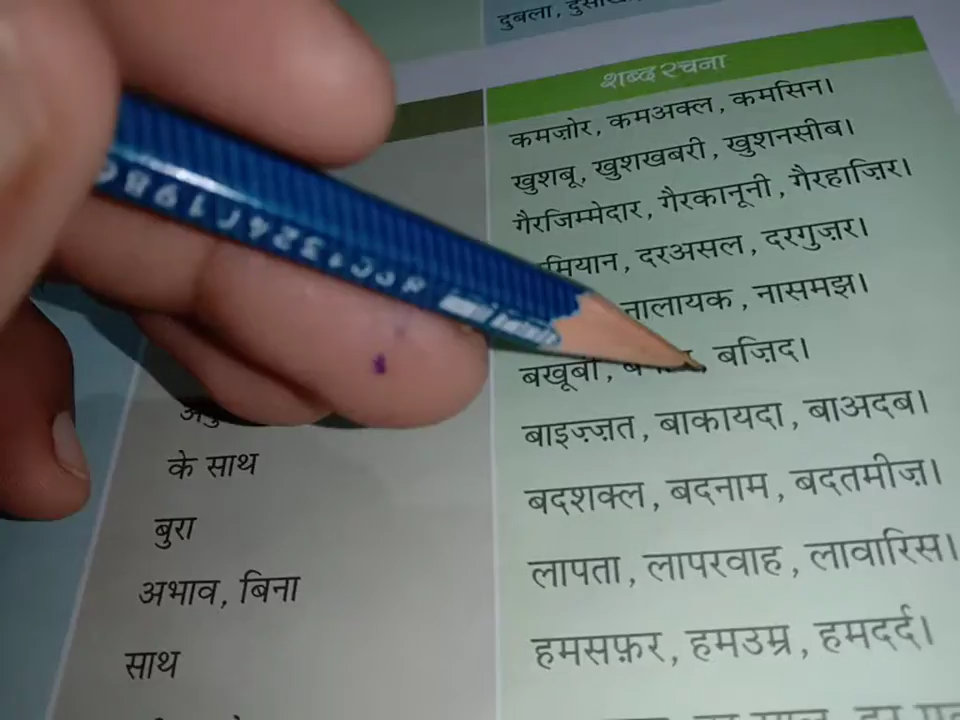 दुबला,
शब्द रचना
कमज़ोर, कमअक्ल, कमसिन।
खुशबू, खुशखबरी, खुशनसीब।
गैरजिम्मेदार, गैरकानूनी, गैरहाज़िर।
दरअसल, दरगुज़र।
नालायक, नासमझ।
बखूबी, बज़िद।
बाइज़्ज़त, बाकायदा, बाअदब।
के साथ बदशक्ल, बदनाम, बदतमीज़।
बुरा लापता, लापरवाह, लावारिस।
अभाव, बिना हमसफ़र, हमउम्र, हमदर्द।
साथ